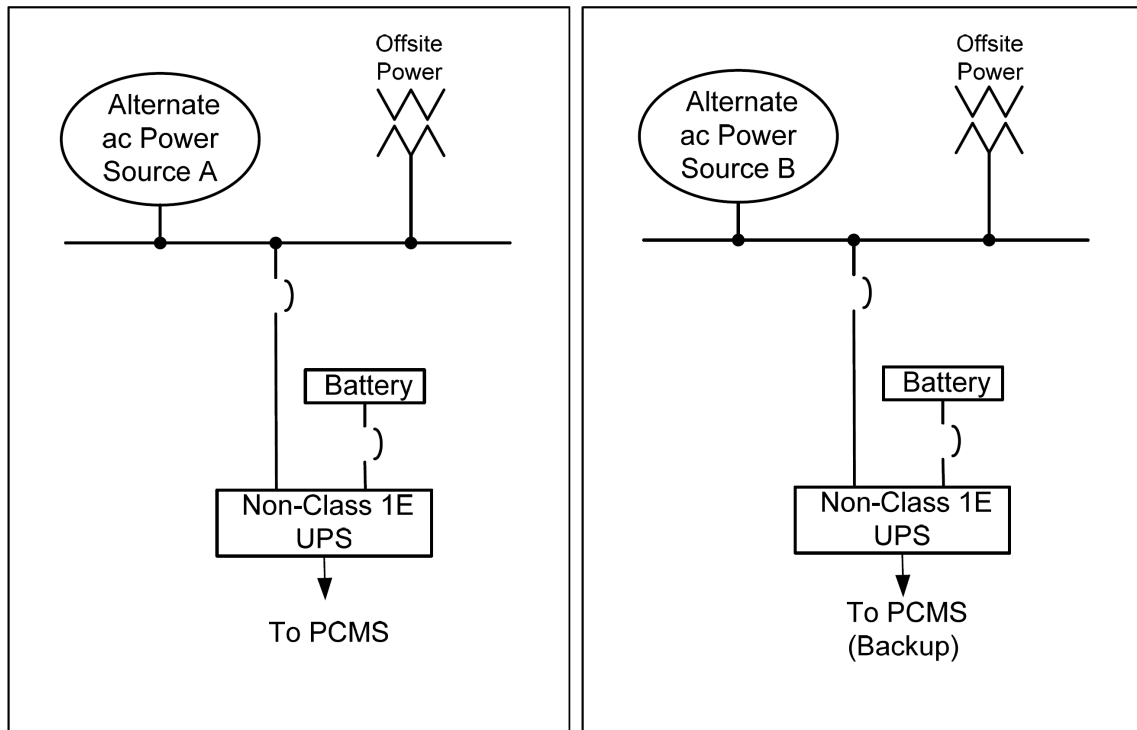 Alternate
ac Power
Source A
Offsite
Power
Battery
Non-Class 1E
UPS
To PCMS
Alternate
ac Power
Source B
Offsite
Power
Battery
Non-Class 1E
UPS
To PCMS
(Backup)